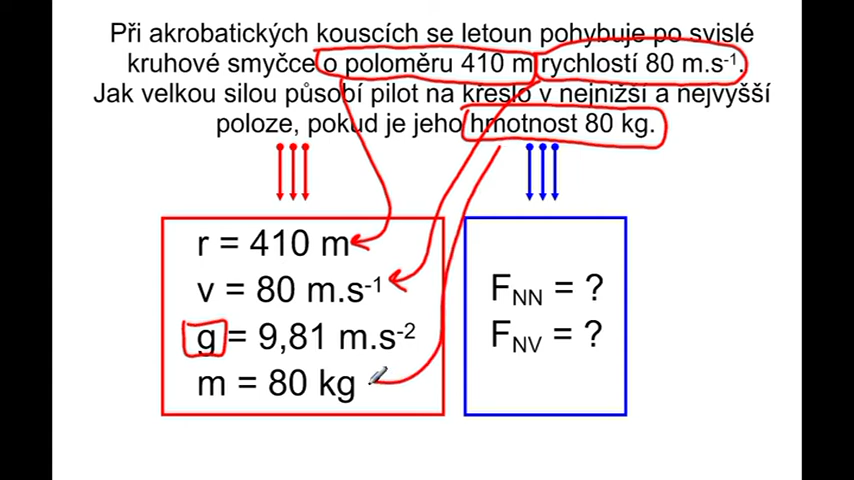 Při akrobatických kouscích se letoun pohybuje po svislé
kruhové smyčce o poloměru 410 m rychlostí 80 m.s⁻¹.
Jak velkou silou působí pilot na křeslo v nejnižší a nejvyšší
poloze, pokud je jeho hmotnost 80 kg.
r = 410 m
v = 80 m.s⁻¹
g = 9,81 m.s⁻²
m = 80 kg
F_NN = ?
F_NV = ?